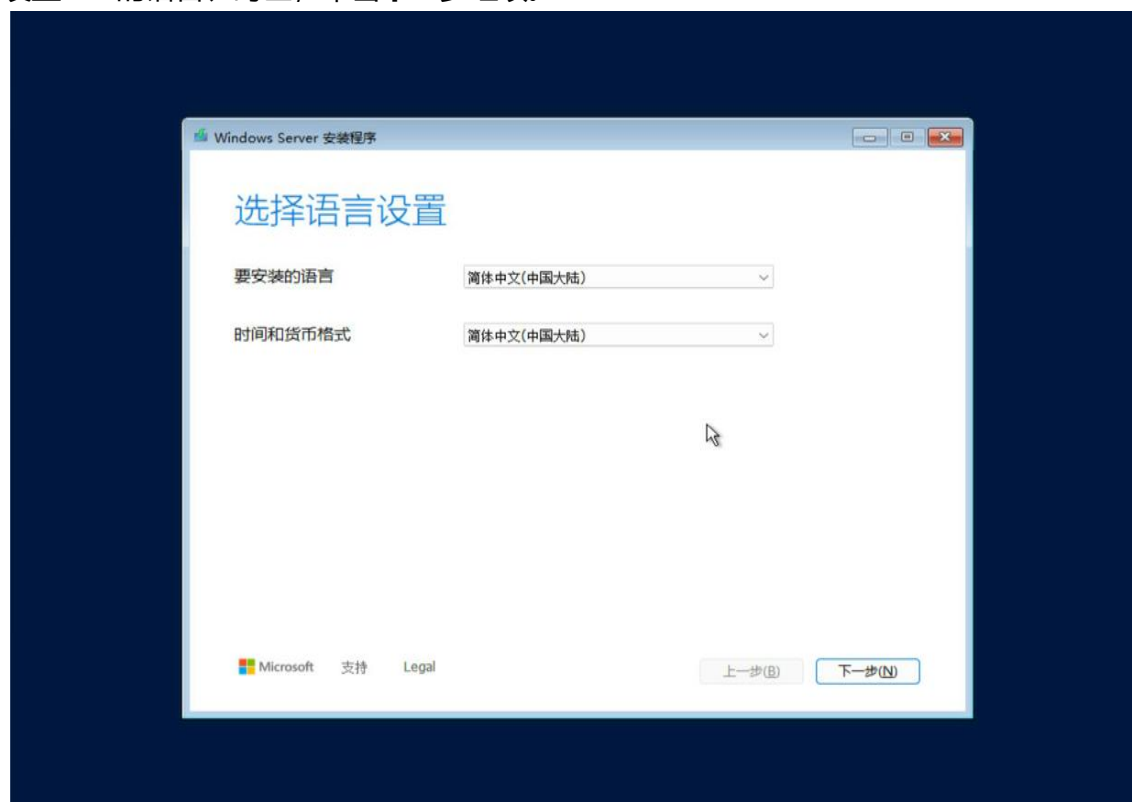 Windows Server 安装程序
选择语言设置
要安装的语言
简体中文(中国大陆)
时间和货币格式
简体中文(中国大陆)
Microsoft 支持 Legal
上一步(B) 下一步(N)